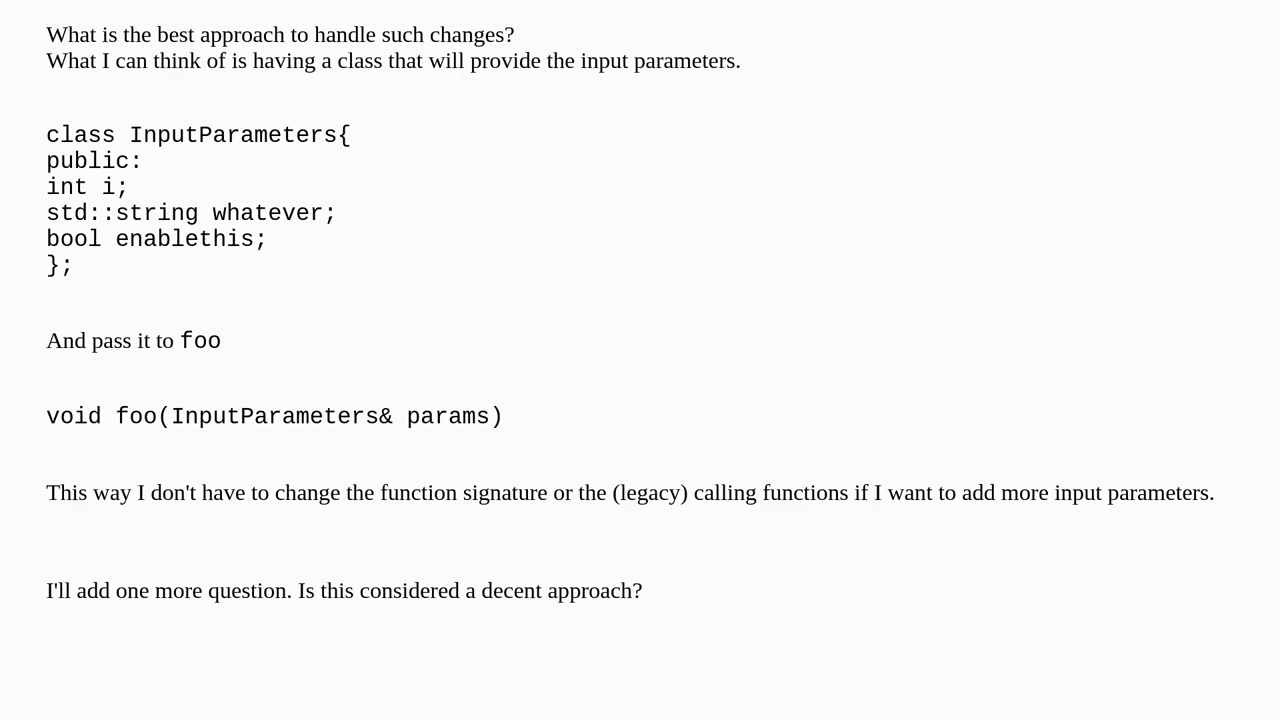 What is the best approach to handle such changes?
What I can think of is having a class that will provide the input parameters.
class InputParameters{
public:
int i;
std::string whatever;
bool enablethis;
};
And pass it to foo
void foo(InputParameters& params)
This way I don't have to change the function signature or the (legacy) calling functions if I want to add more input parameters.
I'll add one more question. Is this considered a decent approach?